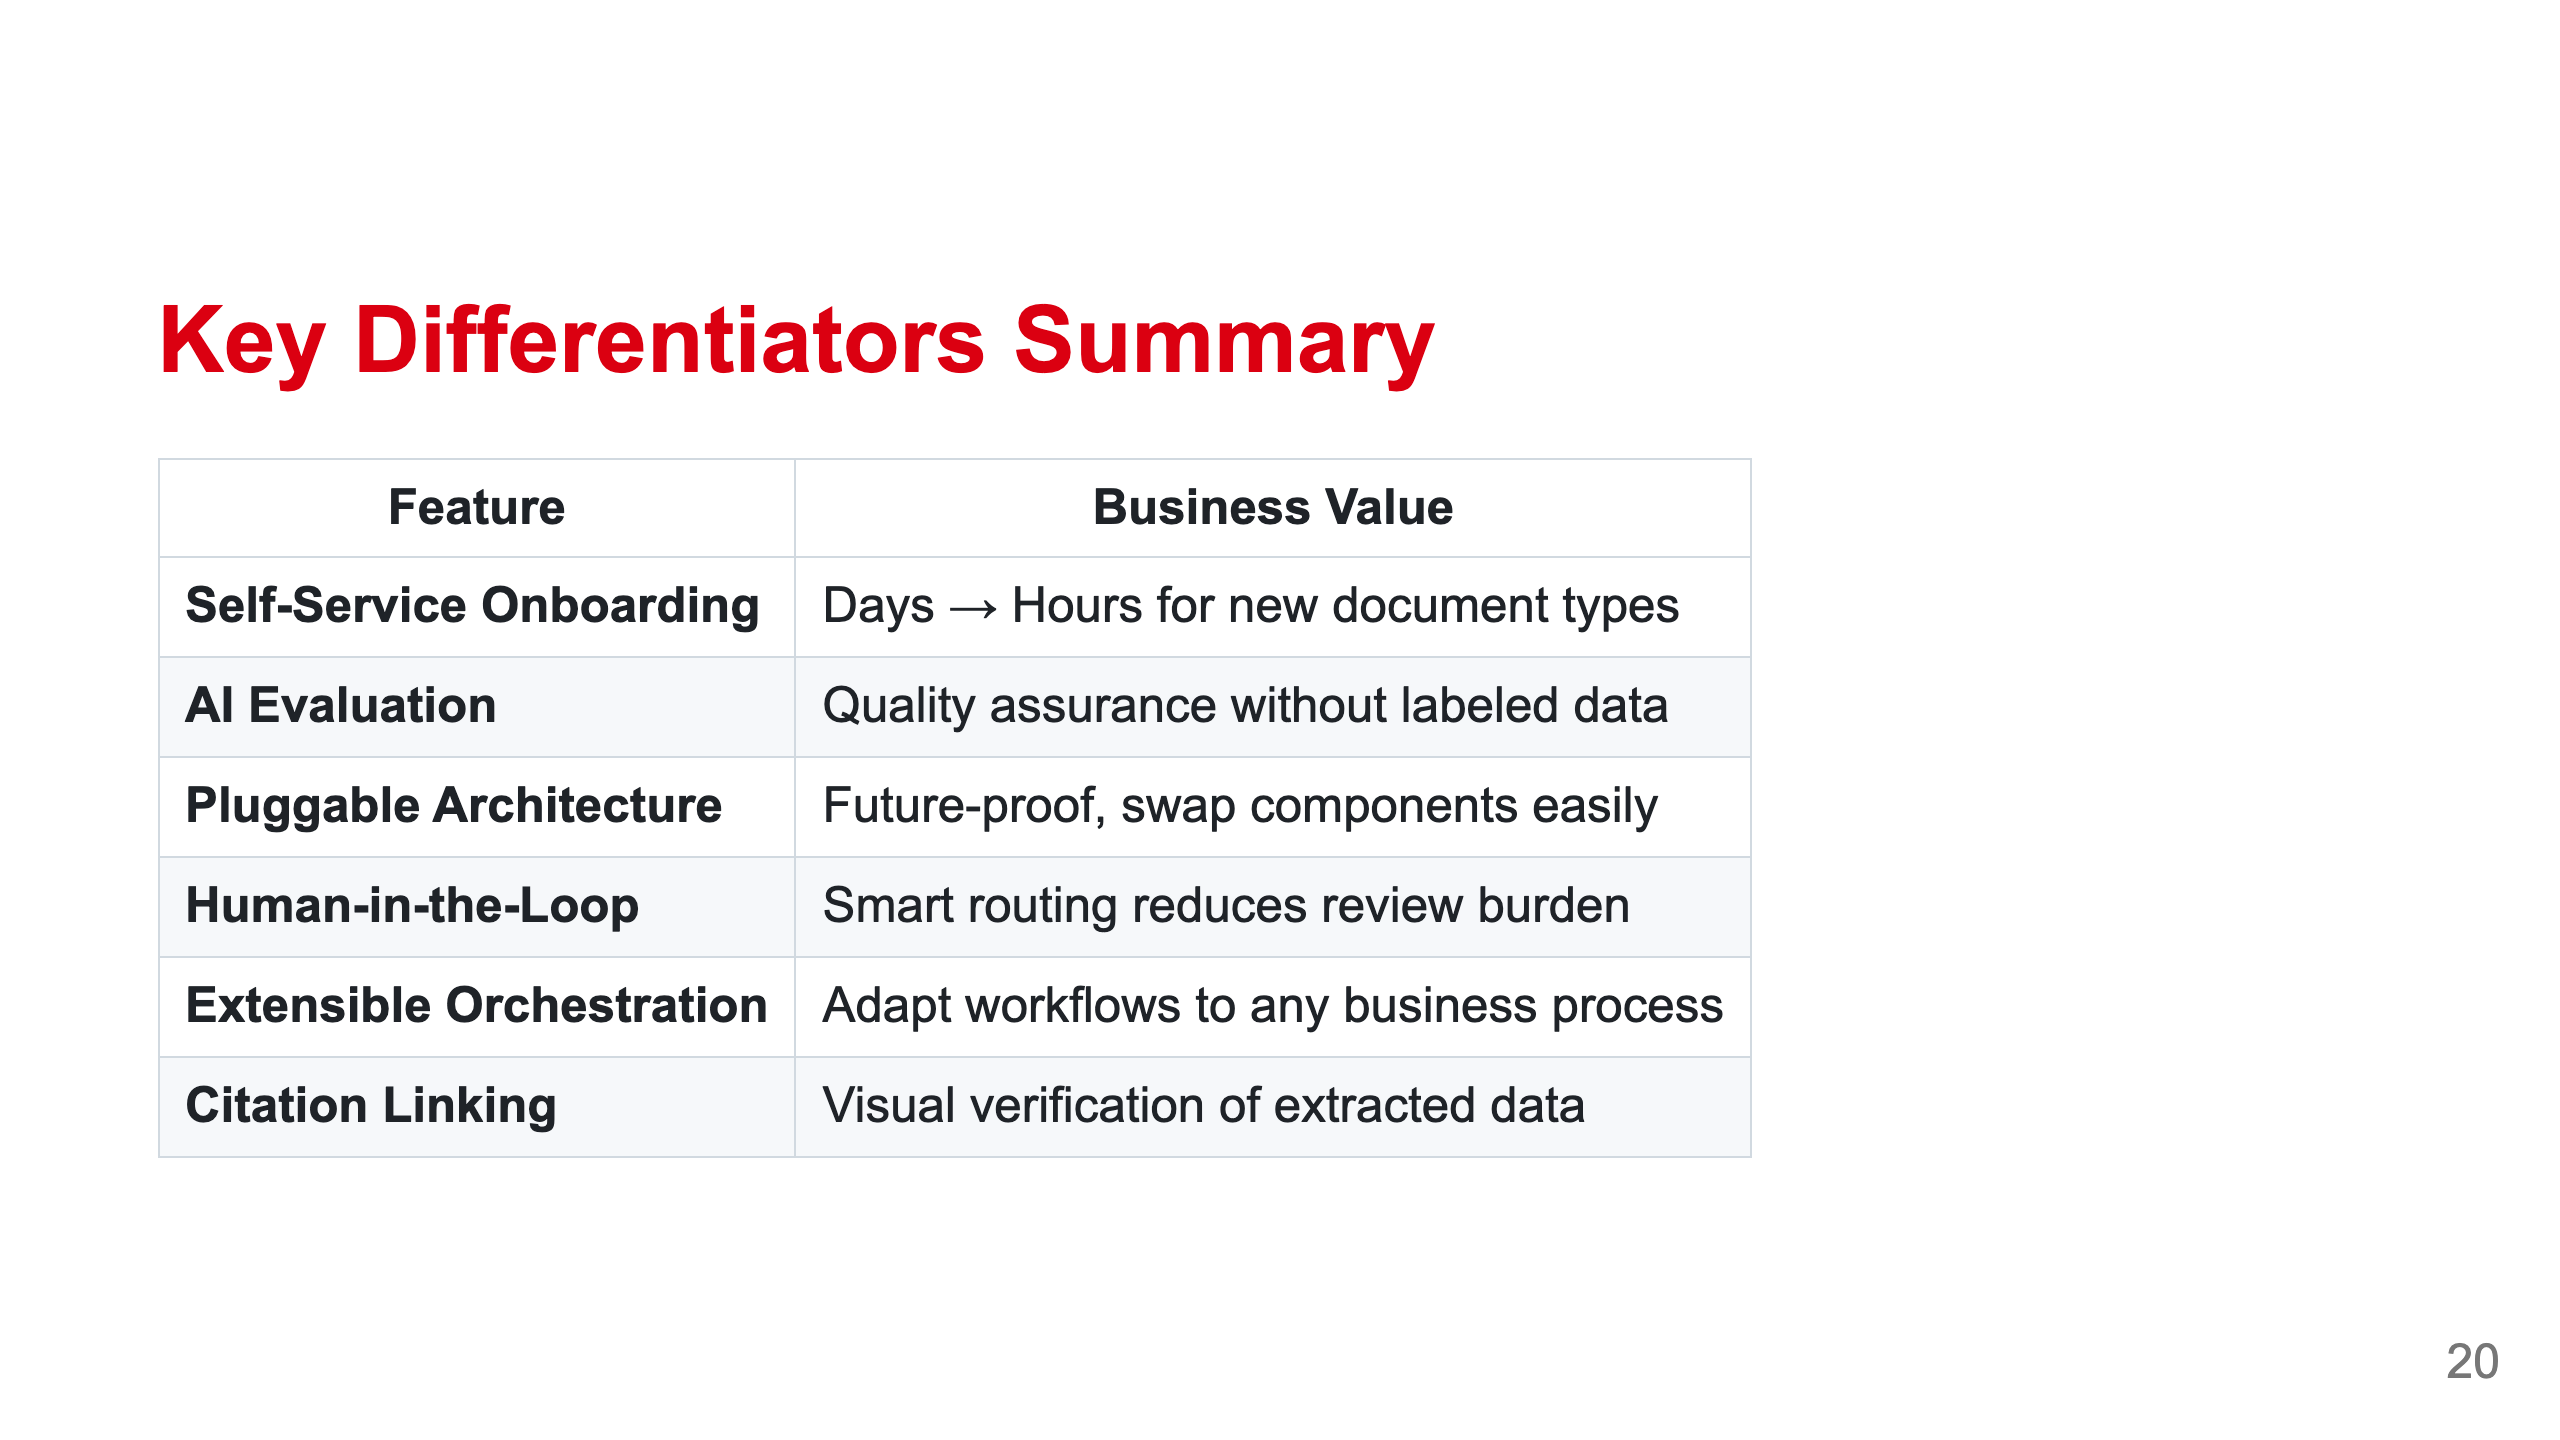 Key Differentiators Summary
Feature Business Value
Self-Service Onboarding Days → Hours for new document types
AI Evaluation Quality assurance without labeled data
Pluggable Architecture Future-proof, swap components easily
Human-in-the-Loop Smart routing reduces review burden
Extensible Orchestration Adapt workflows to any business process
Citation Linking Visual verification of extracted data
20